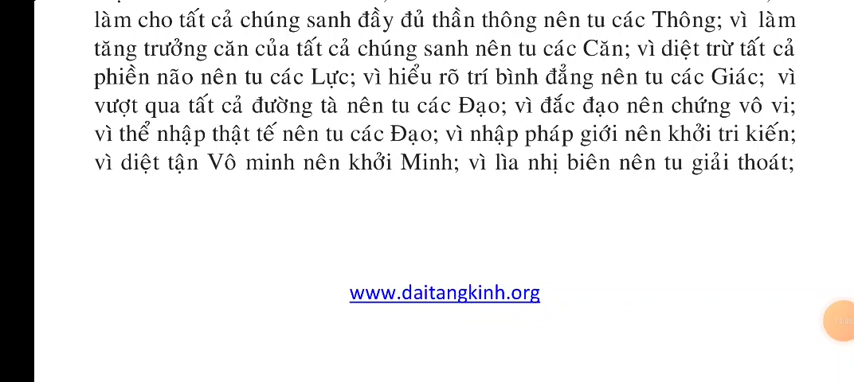 làm cho tất cả chúng sanh đầy đủ thần thông nên tu các Thông; vì làm
tăng trưởng căn của tất cả chúng sanh nên tu các Căn; vì diệt trừ tất cả
phiền não nên tu các Lực; vì hiểu rõ trí bình đẳng nên tu các Giác; vì
vượt qua tất cả đường tà nên tu các Đạo; vì đắc đạo nên chứng vô vi;
vì thể nhập thật tế nên tu các Đạo; vì nhập pháp giới nên khởi tri kiến;
vì diệt tận Vô minh nên khởi Minh; vì lìa nhị biên nên tu giải thoát;
www.daitangkinh.org